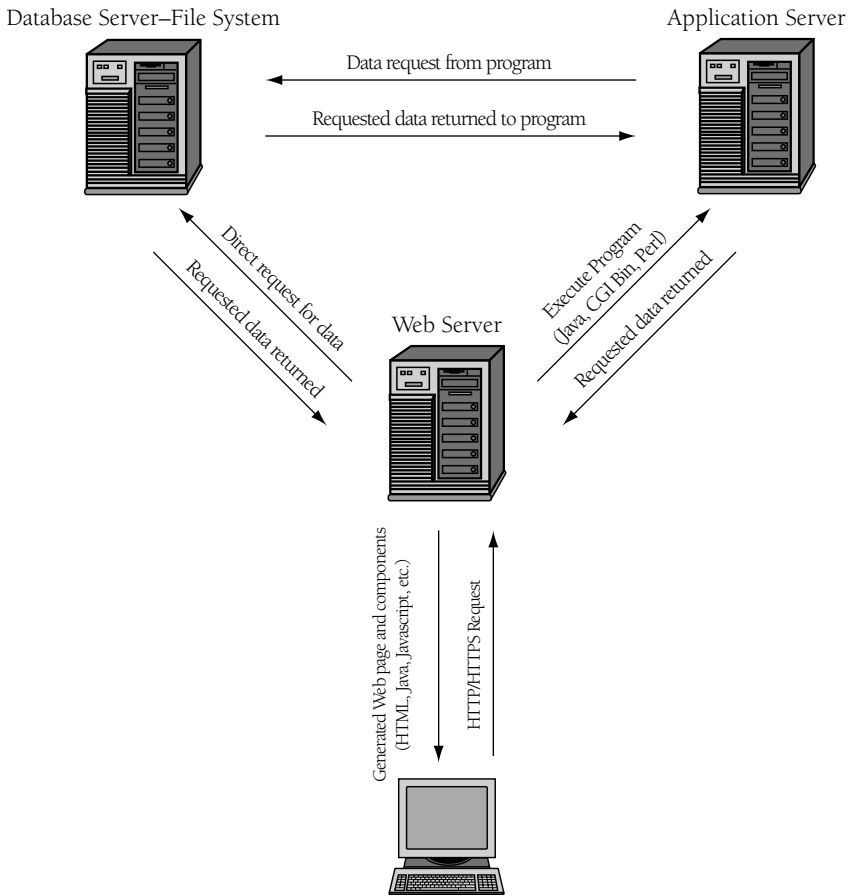 Database Server–File System
Application Server
Data request from program
Requested data returned to program
Direct request for data
Requested data returned
Execute Program
(Java, CGI Bin, Perl)
Requested data returned
Web Server
Generated Web page and components
(HTML, Java, Javascript, etc.)
HTTP/HTTPS Request